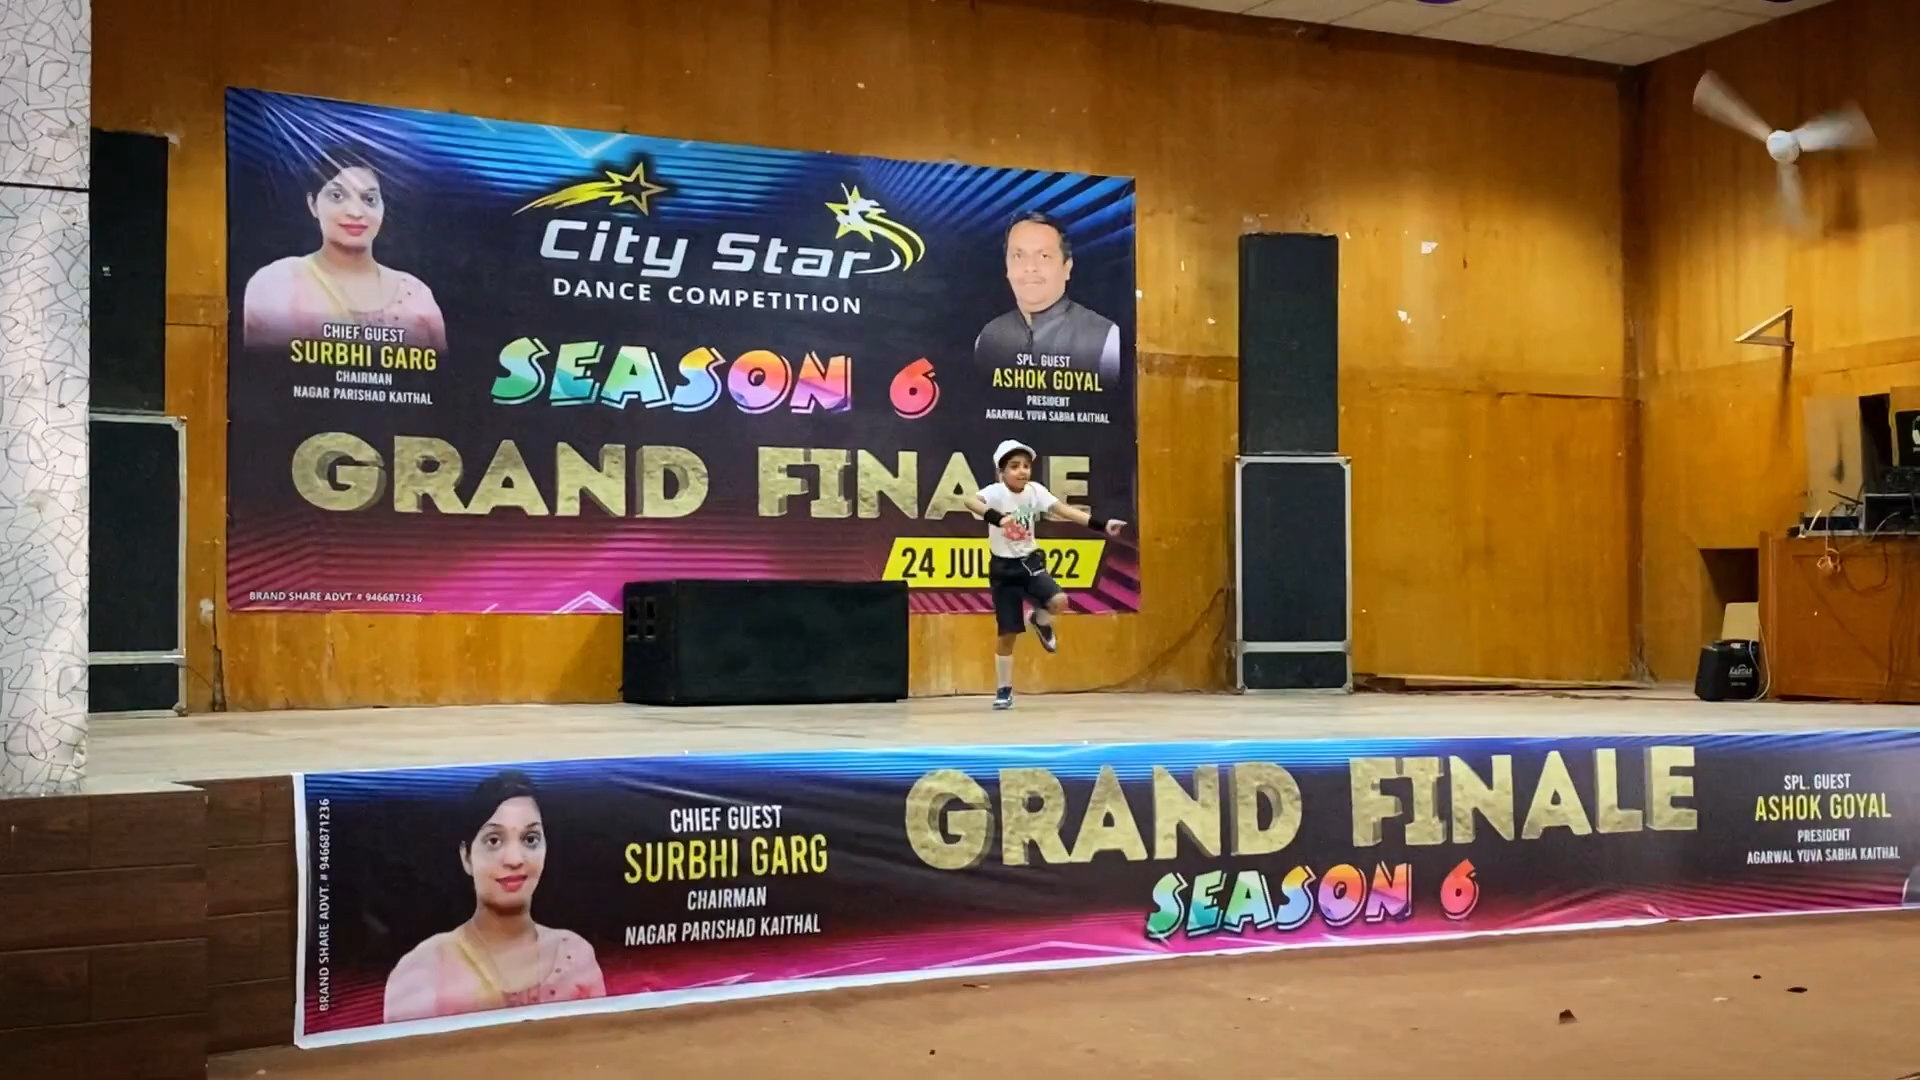 City Star
DANCE COMPETITION
CHIEF GUEST
SURBHI GARG
CHAIRMAN
NAGAR PARISHAD KAITHAL
SPL. GUEST
ASHOK GOYAL
PRESIDENT
AGARWAL YUVA SABHA KAITHAL
SEASON 6
GRAND FINALE
24 JUL 22
BRAND SHARE ADVT # 9466871236
BRAND SHARE ADVT. # 9466871236
CHIEF GUEST
SURBHI GARG
CHAIRMAN
NAGAR PARISHAD KAITHAL
GRAND FINALE
SEASON 6
SPL. GUEST
ASHOK GOYAL
PRESIDENT
AGARWAL YUVA SABHA KAITHAL